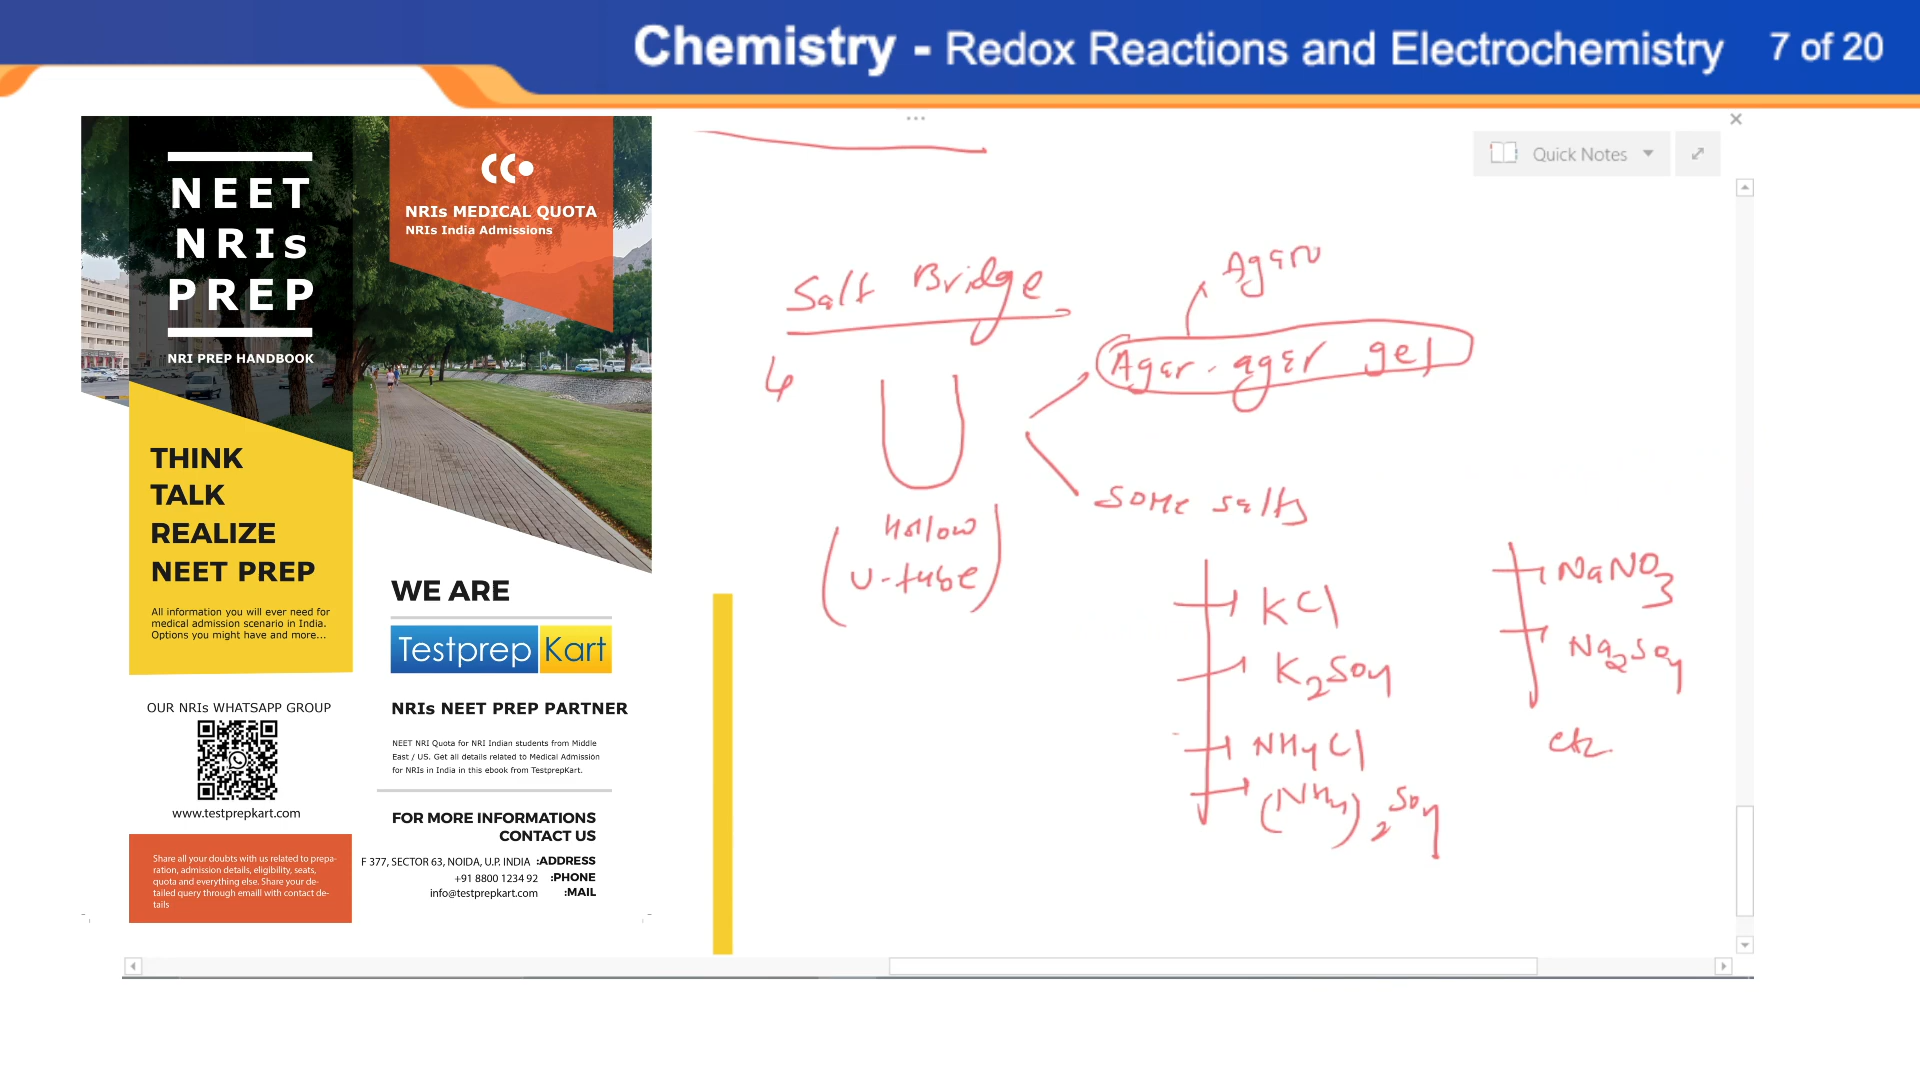 Chemistry - Redox Reactions and Electrochemistry 7 of 20
NEET
NRIs
PREP
NRI PREP HANDBOOK
NRIs MEDICAL QUOTA
NRIs India Admissions
THINK
TALK
REALIZE
NEET PREP
All information you will ever need for
medical admission scenario in India.
Options you might have and more...
OUR NRIs WHATSAPP GROUP
www.testprepkart.com
Share all your doubts with us related to prepa-
ration, admission details, eligibility, seats,
quota and everything else. Share your de-
tailed query through emaill with contact de-
tails
WE ARE
Testprep Kart
NRIs NEET PREP PARTNER
NEET NRI Quota for NRI Indian students from Middle
East / US. Get all details related to Medical Admission
for NRIs in India in this ebook from TestprepKart.
FOR MORE INFORMATIONS
CONTACT US
F 377, SECTOR 63, NOIDA, U.P. INDIA :ADDRESS
+91 8800 1234 92 :PHONE
info@testprepkart.com :MAIL
Quick Notes
Salt Bridge
Agar-agar gel
Some salts
(Hollow
U-tube)
KCl
K2SO4
NH4Cl
(NH4)2SO4
NaNO3
Na2SO4
etc